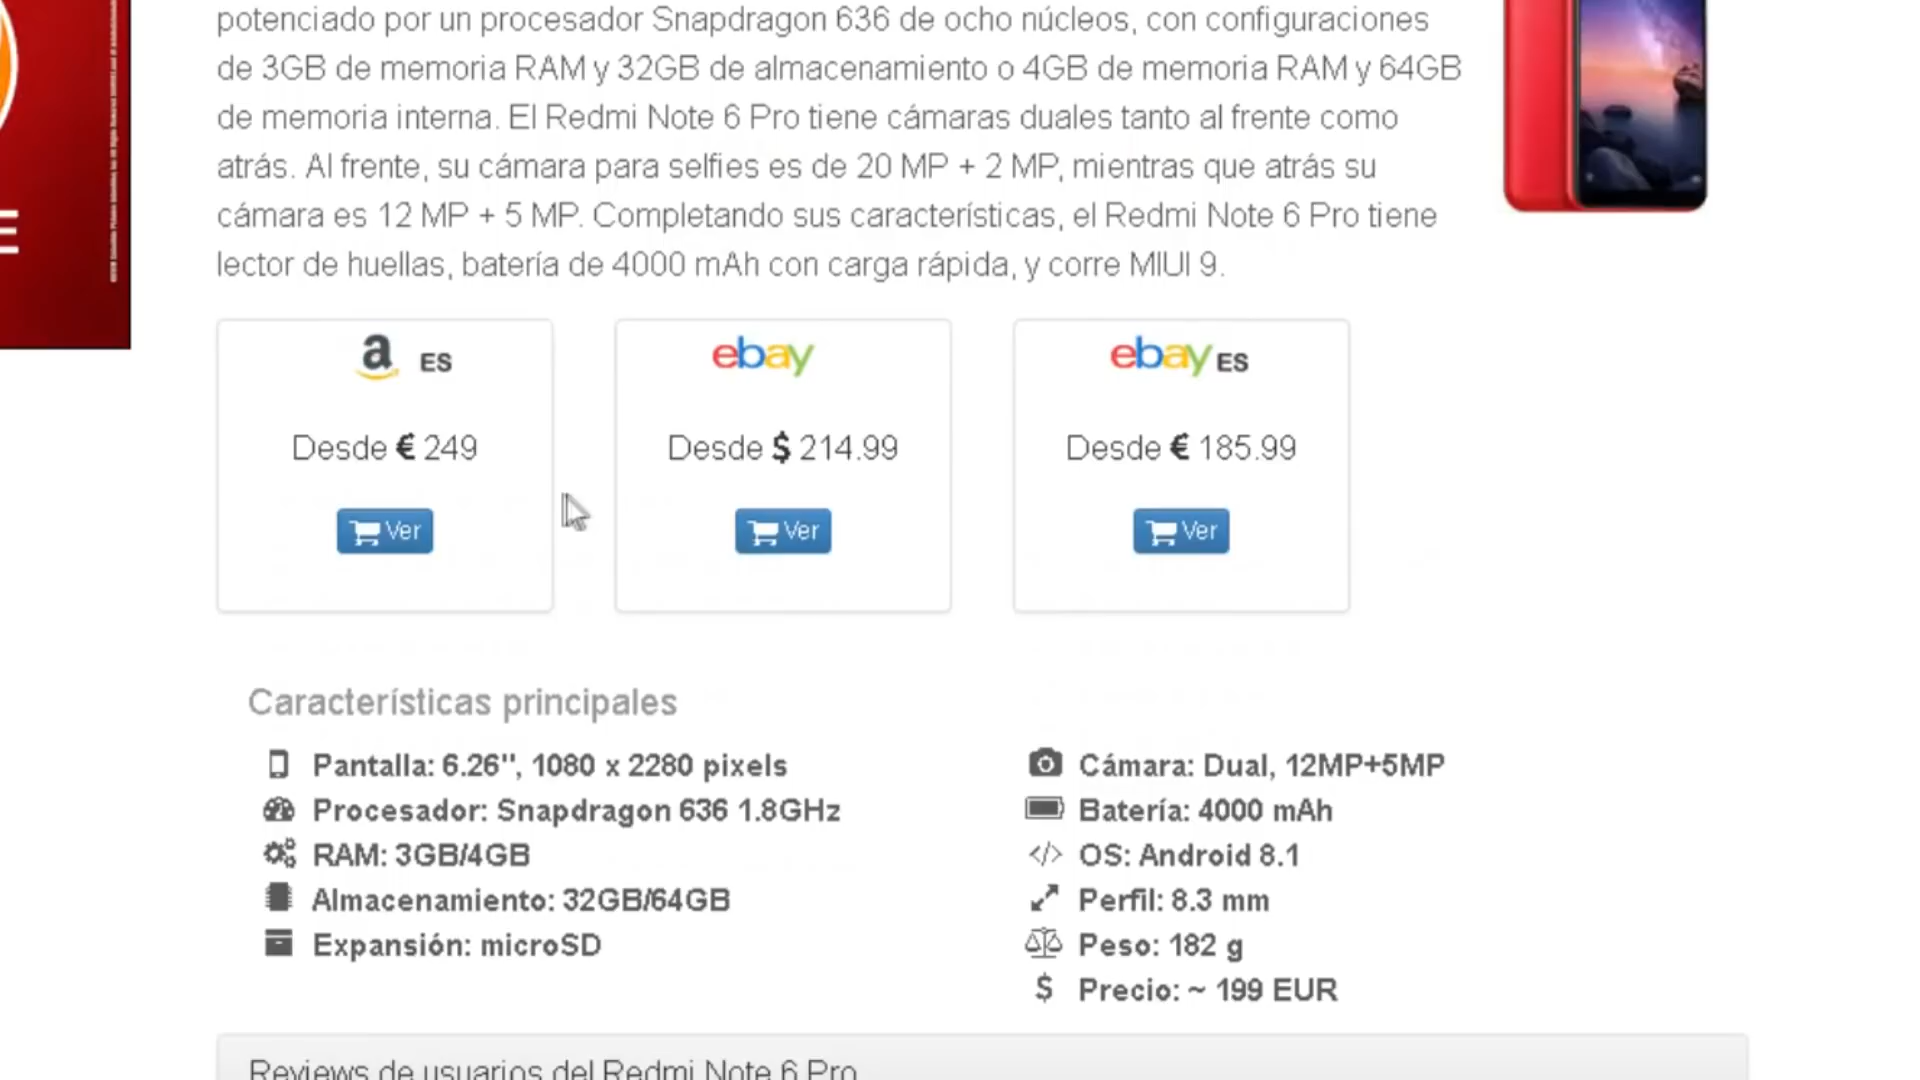 potenciado por un procesador Snapdragon 636 de ocho núcleos, con configuraciones
de 3GB de memoria RAM y 32GB de almacenamiento o 4GB de memoria RAM y 64GB
de memoria interna. El Redmi Note 6 Pro tiene cámaras duales tanto al frente como
atrás. Al frente, su cámara para selfies es de 20 MP + 2 MP, mientras que atrás su
cámara es 12 MP + 5 MP. Completando sus características, el Redmi Note 6 Pro tiene
lector de huellas, batería de 4000 mAh con carga rápida, y corre MIUI 9.
E
a ES
Desde € 249
Ver
ebay
Desde $ 214.99
Ver
ebay ES
Desde € 185.99
Ver
Características principales
Pantalla: 6.26", 1080 x 2280 pixels
Procesador: Snapdragon 636 1.8GHz
RAM: 3GB/4GB
Almacenamiento: 32GB/64GB
Expansión: microSD
Cámara: Dual, 12MP+5MP
Batería: 4000 mAh
OS: Android 8.1
Perfil: 8.3 mm
Peso: 182 g
$ Precio: ~ 199 EUR
Reviews de usuarios del Redmi Note 6 Pro